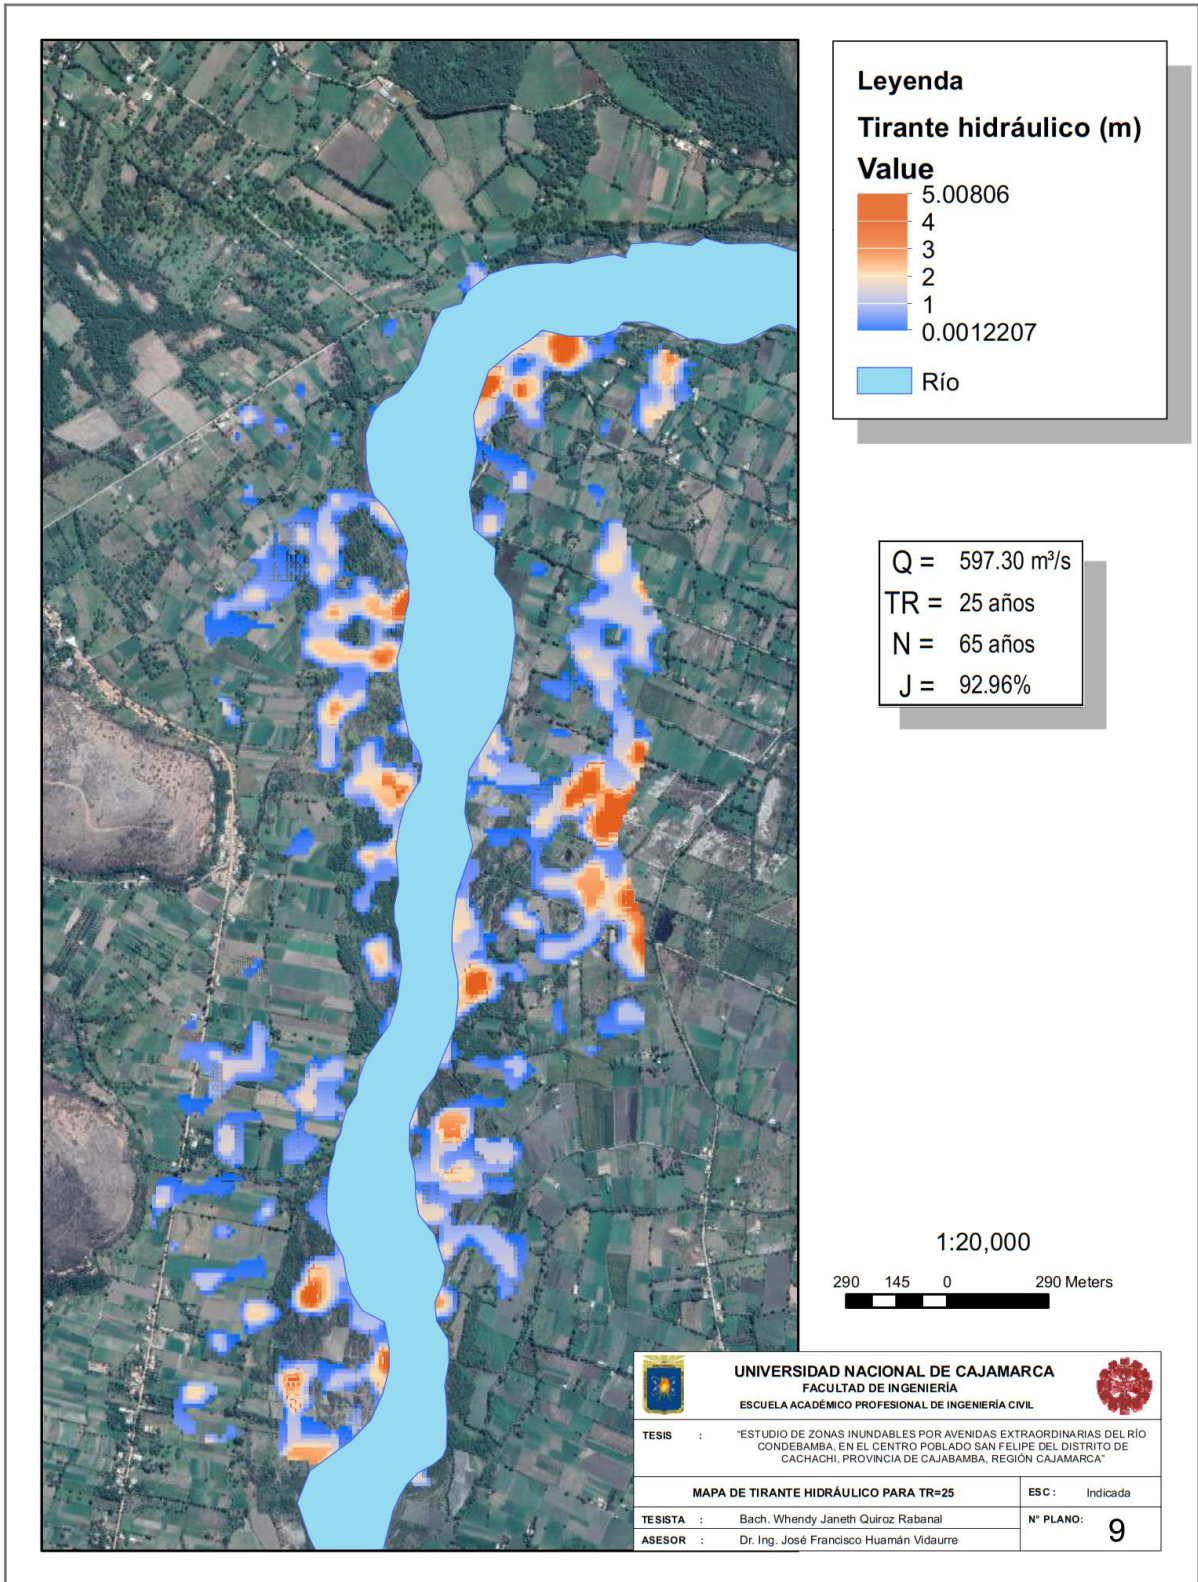 Leyenda
Tirante hidráulico (m)
Value
5.00806
4
3
2
1
0.0012207
Río
Q = 597.30 m³/s
TR = 25 años
N = 65 años
J = 92.96%
1:20,000
290 145 0 290 Meters
UNIVERSIDAD NACIONAL DE CAJAMARCA
FACULTAD DE INGENIERÍA
ESCUELA ACADÉMICO PROFESIONAL DE INGENIERÍA CIVIL
TESIS : "ESTUDIO DE ZONAS INUNDABLES POR AVENIDAS EXTRAORDINARIAS DEL RÍO
CONDEBAMBA, EN EL CENTRO POBLADO SAN FELIPE DEL DISTRITO DE
CACHACHI, PROVINCIA DE CAJABAMBA, REGIÓN CAJAMARCA"
MAPA DE TIRANTE HIDRÁULICO PARA TR=25
ESC : Indicada
TESISTA : Bach. Whendy Janeth Quiroz Rabanal
ASESOR : Dr. Ing. José Francisco Huamán Vidaurre
N° PLANO: 9